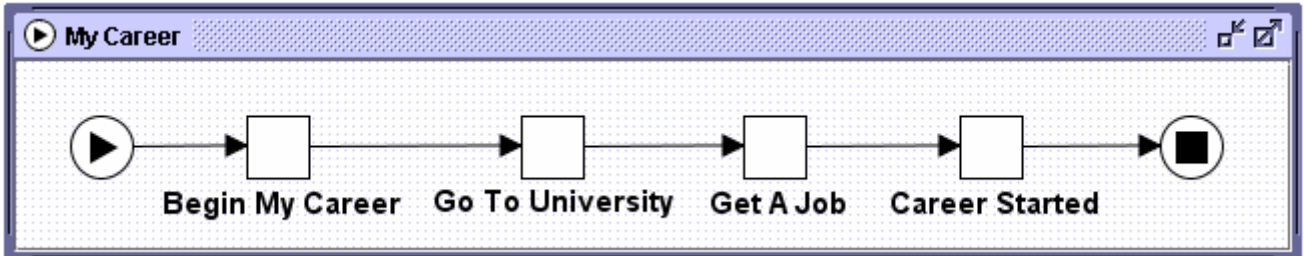 My Career
Begin My Career
Go To University
Get A Job
Career Started